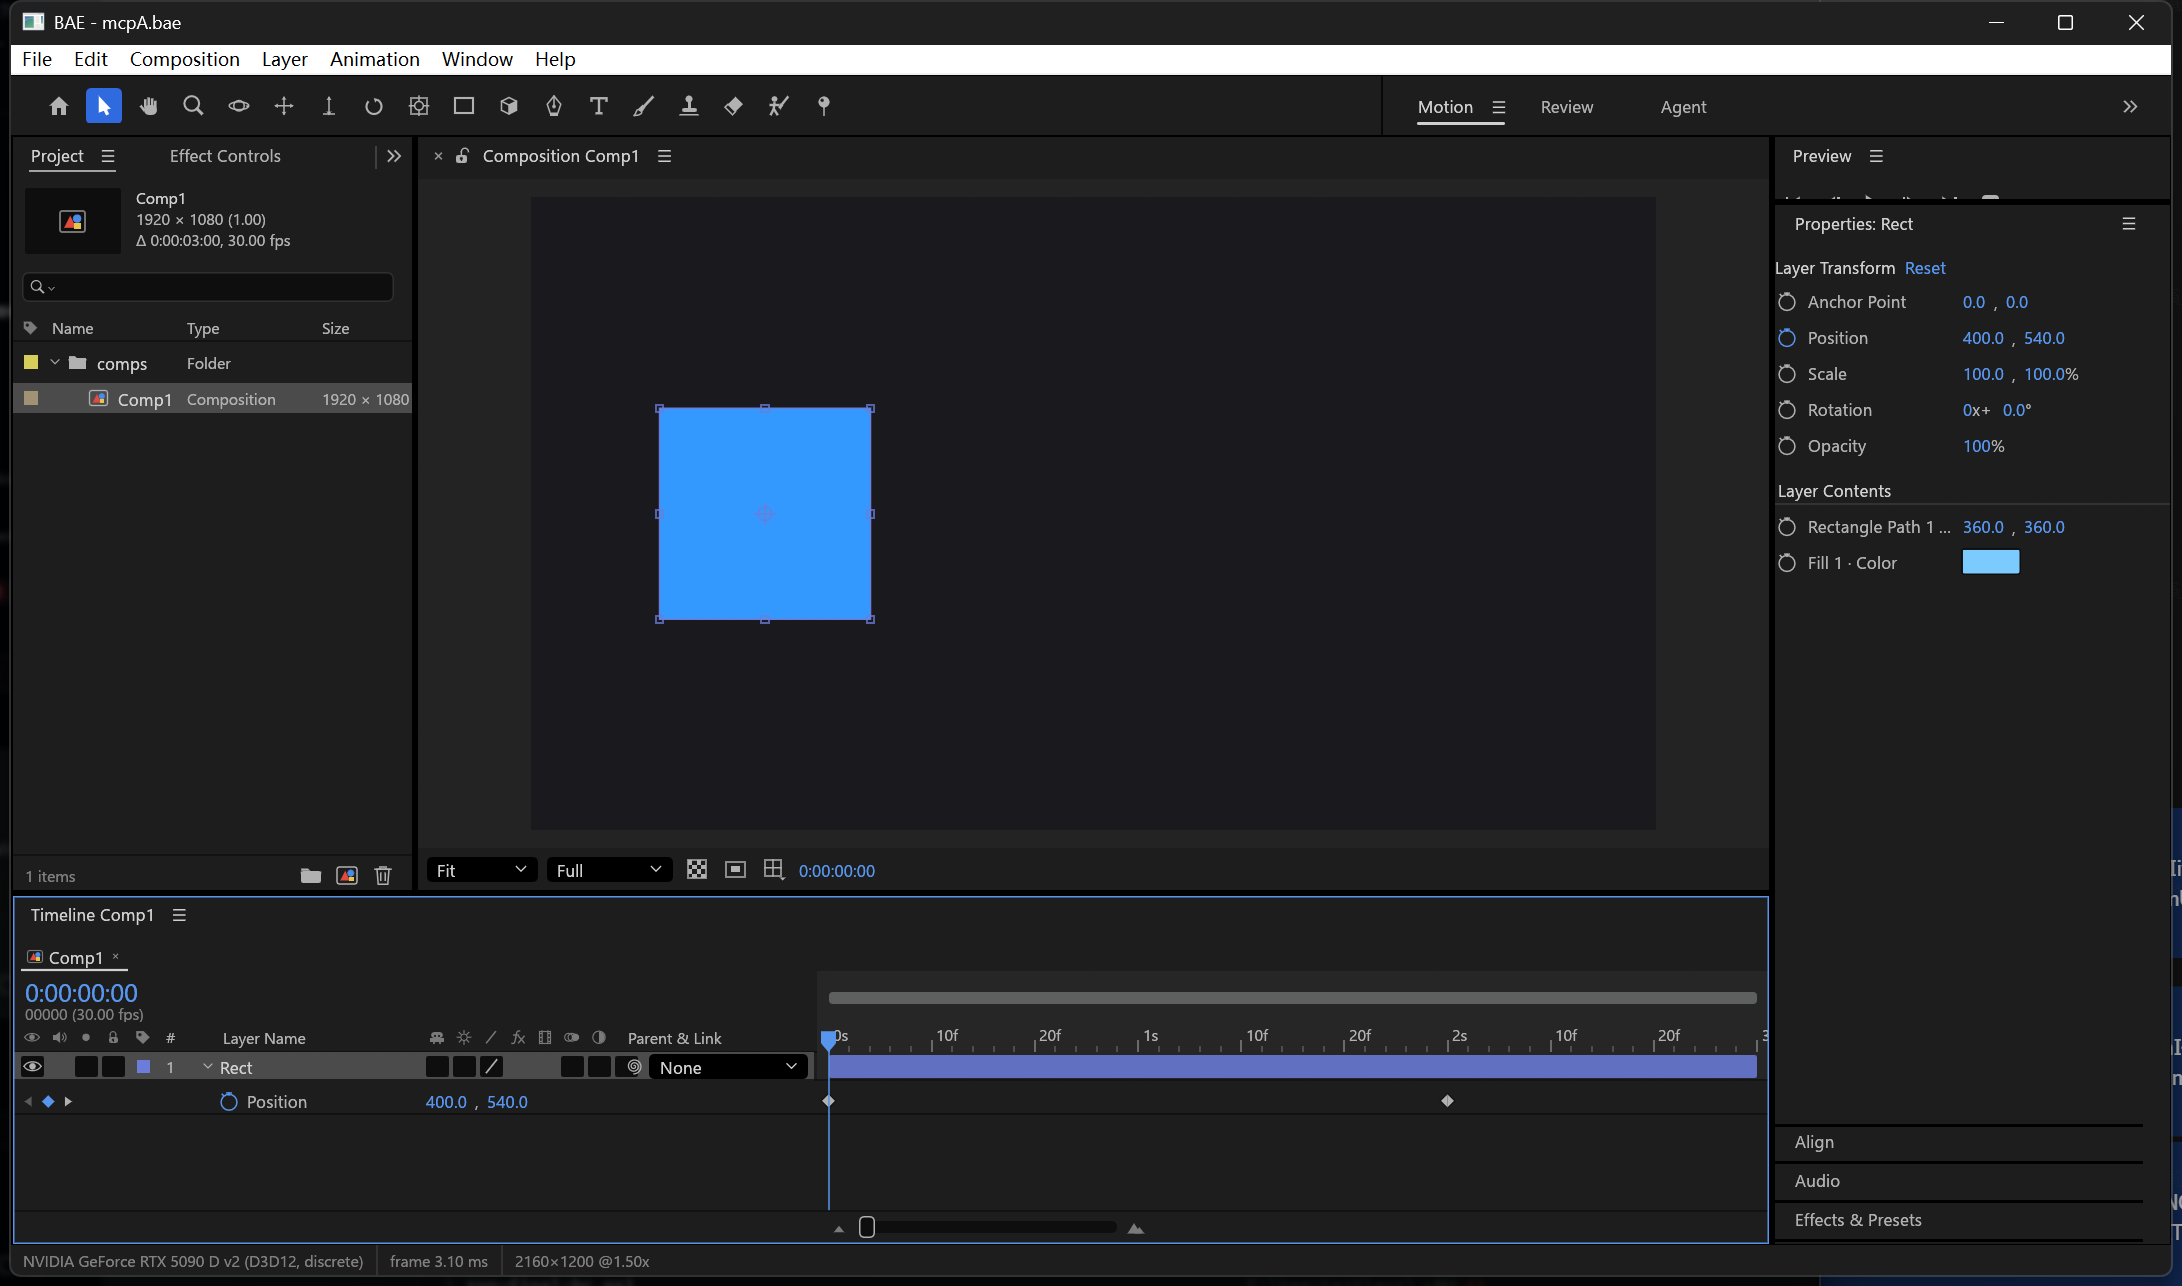 BAE - mcpA.bae
File Edit Composition Layer Animation Window Help
Motion Review Agent
Project Effect Controls
Composition Comp1
Preview
Comp1
1920 × 1080 (1.00)
Δ 0:00:03:00, 30.00 fps
Name Type Size
comps Folder
Comp1 Composition 1920 × 1080
1 items
Fit Full 0:00:00:00
Properties: Rect
Layer Transform Reset
Anchor Point 0.0 , 0.0
Position 400.0 , 540.0
Scale 100.0 , 100.0%
Rotation 0x+ 0.0°
Opacity 100%
Layer Contents
Rectangle Path 1 ... 360.0 , 360.0
Fill 1 · Color
Align
Audio
Effects & Presets
Timeline Comp1
Comp1
0:00:00:00
00000 (30.00 fps)
# Layer Name fx Parent & Link
0s 10f 20f 1s 10f 20f 2s 10f 20f 3
1 Rect None
Position 400.0 , 540.0
NVIDIA GeForce RTX 5090 D v2 (D3D12, discrete) frame 3.10 ms 2160×1200 @1.50x